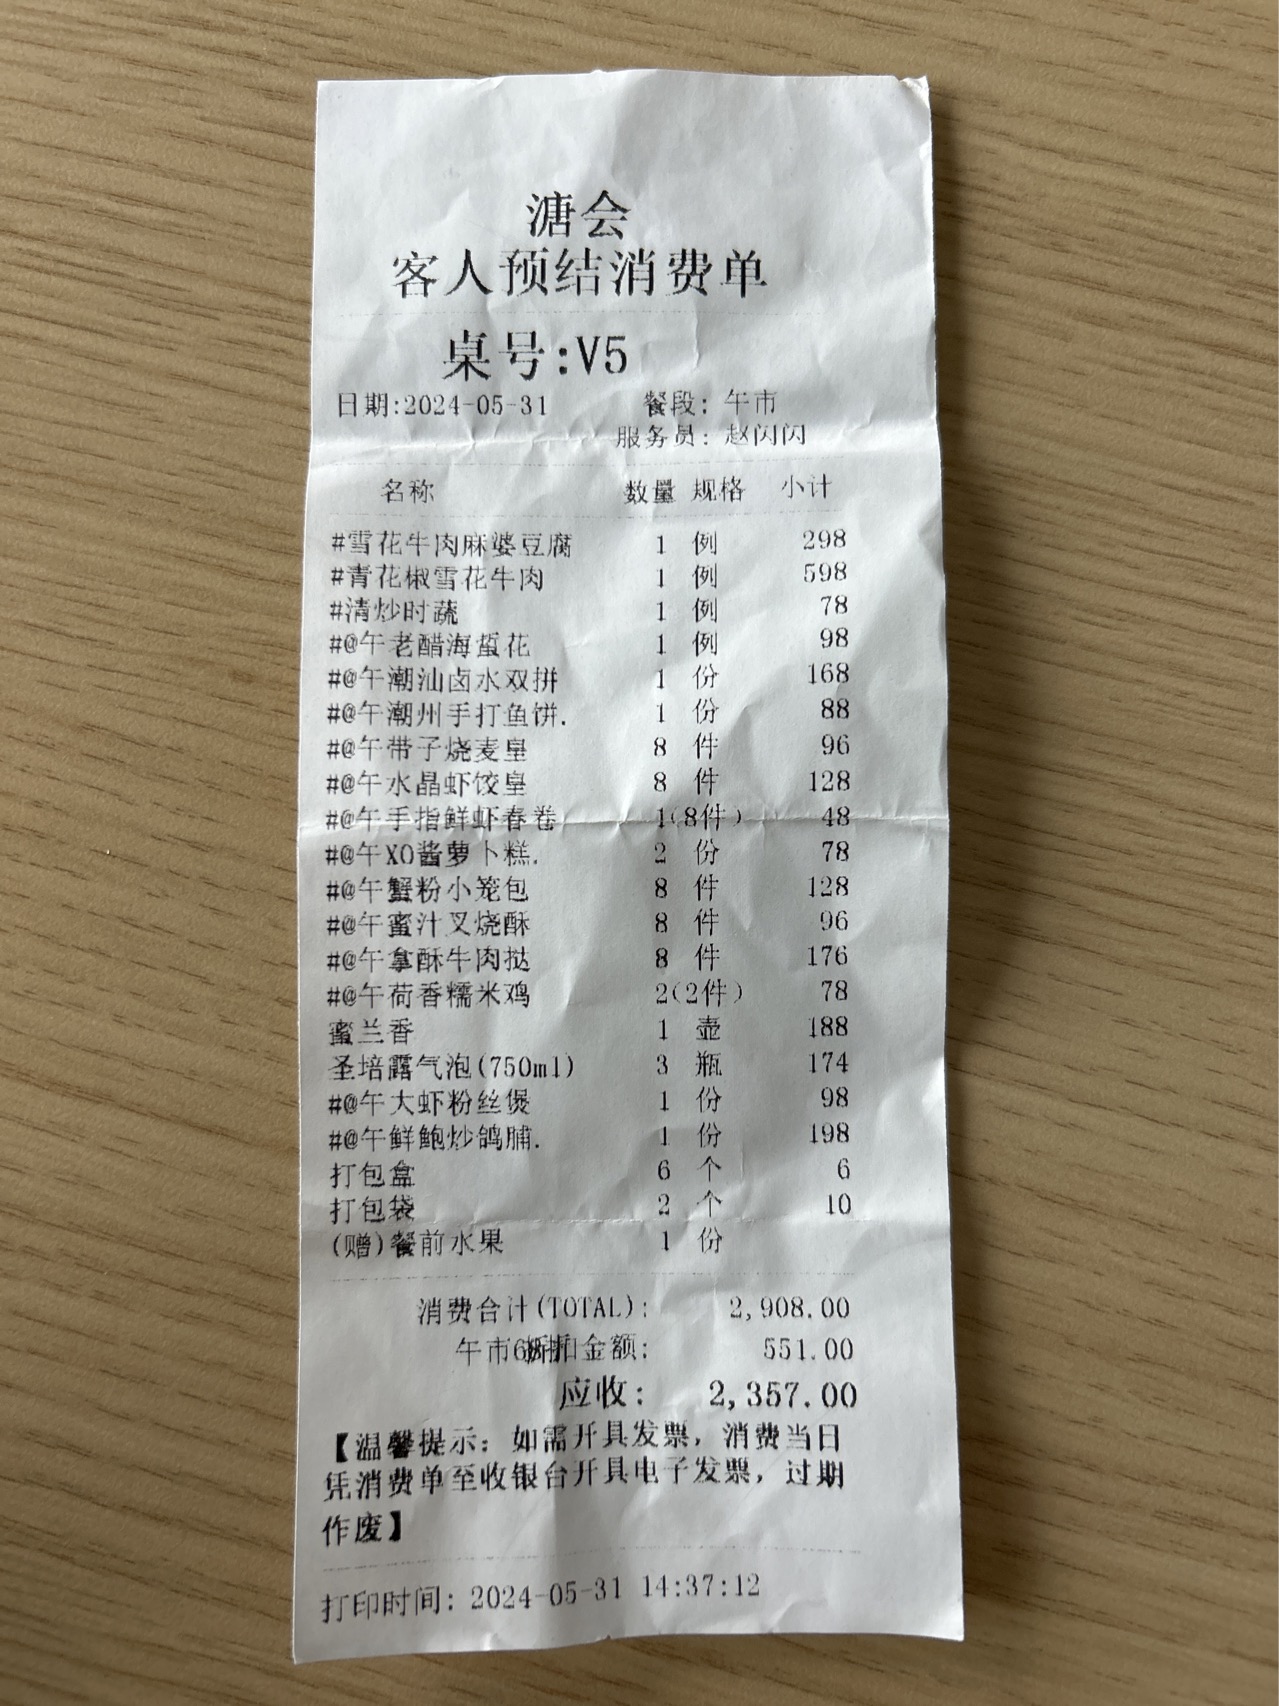 溏会
客人预结消费单
桌号:V5
日期:2024-05-31 餐段: 午市
服务员: 赵闪闪
名称 数量 规格 小计
#雪花牛肉麻婆豆腐 1 例 298
#青花椒雪花牛肉 1 例 598
#清炒时蔬 1 例 78
#@午老醋海蜇花 1 例 98
#@午潮汕卤水双拼 1 份 168
#@午潮州手打鱼饼. 1 份 88
#@午带子烧麦皇 8 件 96
#@午水晶虾饺皇 8 件 128
#@午手指鲜虾春卷 1(8件) 48
#@午XO酱萝卜糕. 2 份 78
#@午蟹粉小笼包 8 件 128
#@午蜜汁叉烧酥 8 件 96
#@午拿酥牛肉挞 8 件 176
#@午荷香糯米鸡 2(2件) 78
蜜兰香 1 壶 188
圣培露气泡(750ml) 3 瓶 174
#@午大虾粉丝煲 1 份 98
#@午鲜鲍炒鸽脯. 1 份 198
打包盒 6 个 6
打包袋 2 个 10
(赠)餐前水果 1 份
消费合计(TOTAL): 2,908.00
午市 金额: 551.00
应收: 2,357.00
【温馨提示: 如需开具发票, 消费当日
凭消费单至收银台开具电子发票, 过期
作废】
打印时间: 2024-05-31 14:37:12